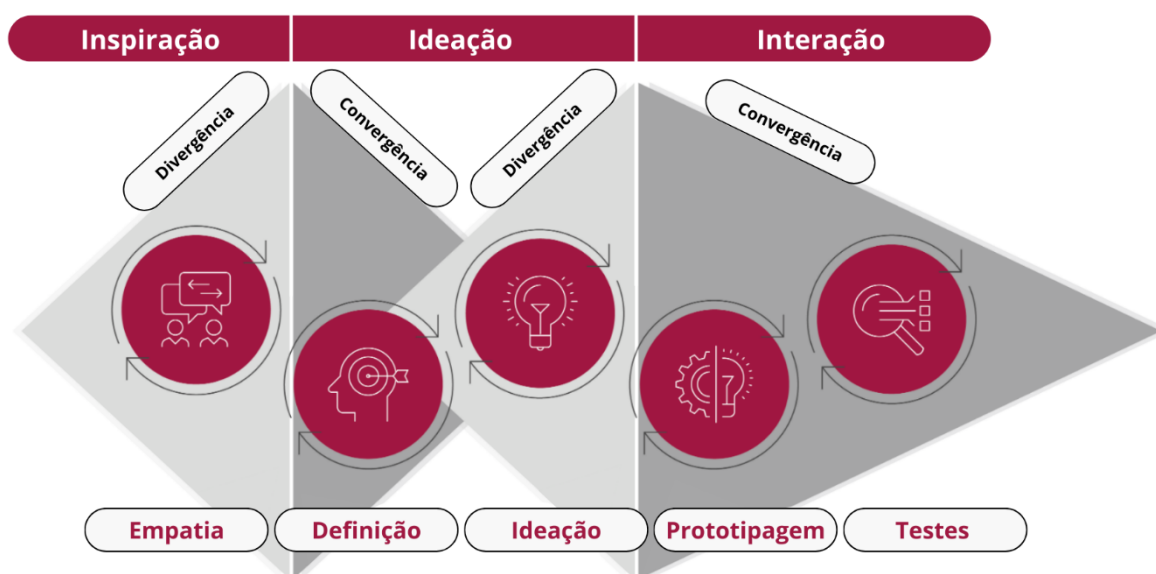 Inspiração
Ideação
Interação
Divergência
Convergência
Divergência
Convergência
Empatia
Definição
Ideação
Prototipagem
Testes